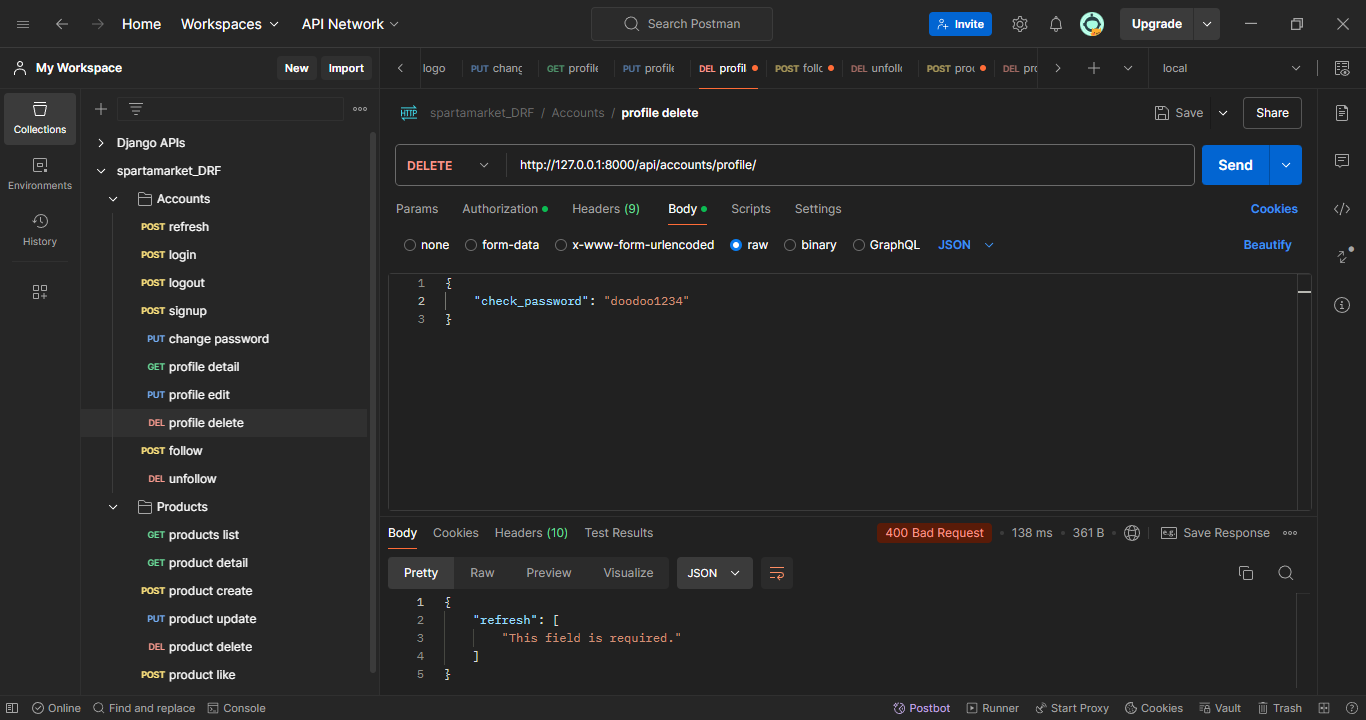 Home Workspaces API Network Search Postman Invite Upgrade
My Workspace New Import logo PUT chang GET profile PUT profile DEL profil POST follo DEL unfollo POST proc DEL pro local
Collections
Environments
History
Django APIs
spartamarket_DRF
Accounts
POST refresh
POST login
POST logout
POST signup
PUT change password
GET profile detail
PUT profile edit
DEL profile delete
POST follow
DEL unfollow
Products
GET products list
GET product detail
POST product create
PUT product update
DEL product delete
POST product like
HTTP spartamarket_DRF / Accounts / profile delete Save Share
DELETE http://127.0.0.1:8000/api/accounts/profile/ Send
Params Authorization Headers (9) Body Scripts Settings Cookies
none form-data x-www-form-urlencoded raw binary GraphQL JSON Beautify
1 {
2 "check_password": "doodoo1234"
3 }
Body Cookies Headers (10) Test Results 400 Bad Request 138 ms 361 B e.g. Save Response
Pretty Raw Preview Visualize JSON
1 {
2 "refresh": [
3 "This field is required."
4 ]
5 }
Online Find and replace Console Postbot Runner Start Proxy Cookies Vault Trash